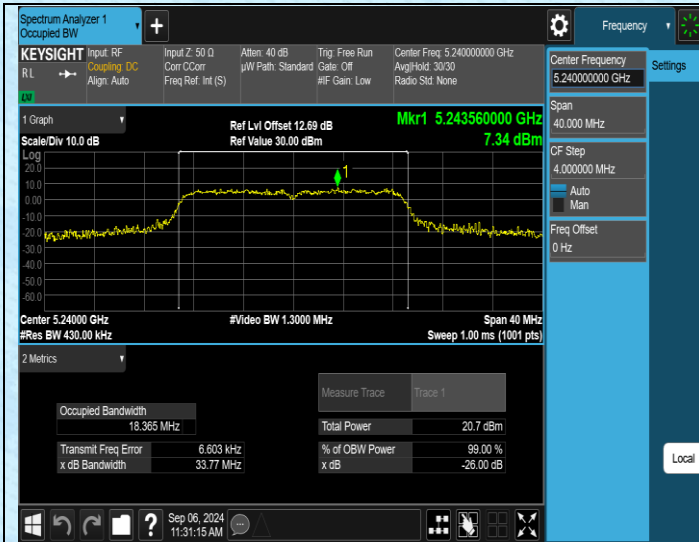 Spectrum Analyzer 1
Occupied BW
Frequency
KEYSIGHT
RL
LU
Input: RF
Coupling: DC
Align: Auto
Input Z: 50 Ω
Corr CCorr
Freq Ref: Int (S)
Atten: 40 dB
µW Path: Standard
Trig: Free Run
Gate: Off
#IF Gain: Low
Center Freq: 5.240000000 GHz
Avg|Hold: 30/30
Radio Std: None
Center Frequency
5.240000000 GHz
Settings
Span
40.000 MHz
CF Step
4.000000 MHz
Auto
Man
Freq Offset
0 Hz
Local
1 Graph
Scale/Div 10.0 dB
Ref Lvl Offset 12.69 dB
Ref Value 30.00 dBm
Mkr1 5.243560000 GHz
7.34 dBm
Log
20.0
10.0
0.00
-10.0
-20.0
-30.0
-40.0
-50.0
-60.0
1
Center 5.24000 GHz
#Res BW 430.00 kHz
#Video BW 1.3000 MHz
Span 40 MHz
Sweep 1.00 ms (1001 pts)
2 Metrics
Measure Trace
Trace 1
Occupied Bandwidth
18.365 MHz
Total Power
20.7 dBm
Transmit Freq Error
6.603 kHz
% of OBW Power
99.00 %
x dB Bandwidth
33.77 MHz
x dB
-26.00 dB
?
Sep 06, 2024
11:31:15 AM